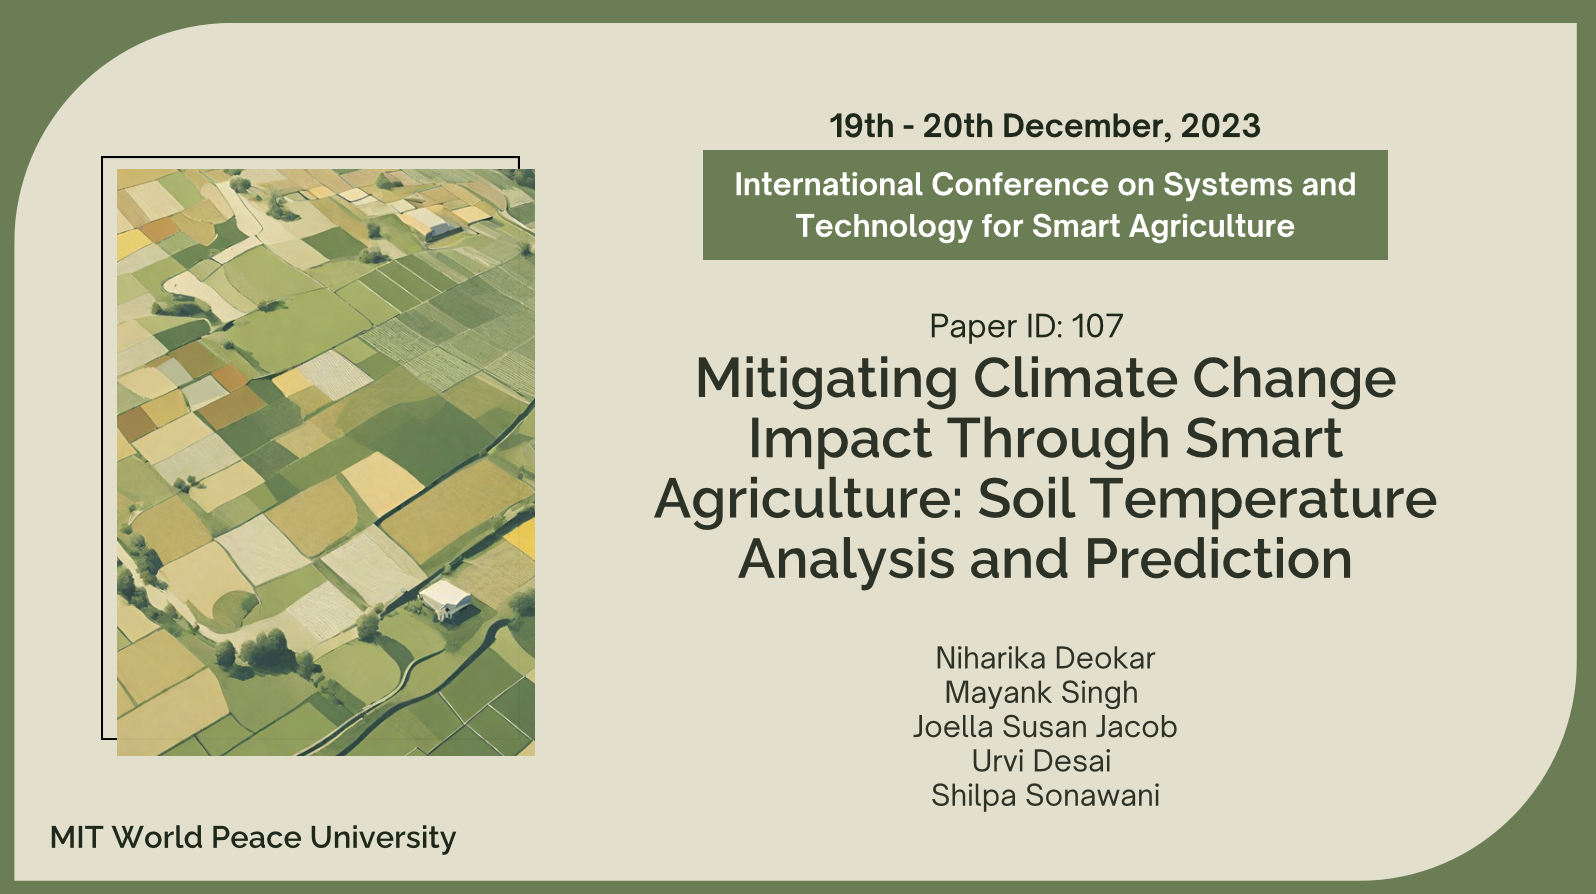 19th - 20th December, 2023
International Conference on Systems and
Technology for Smart Agriculture
Paper ID: 107
Mitigating Climate Change
Impact Through Smart
Agriculture: Soil Temperature
Analysis and Prediction
Niharika Deokar
Mayank Singh
Joella Susan Jacob
Urvi Desai
Shilpa Sonawani
MIT World Peace University